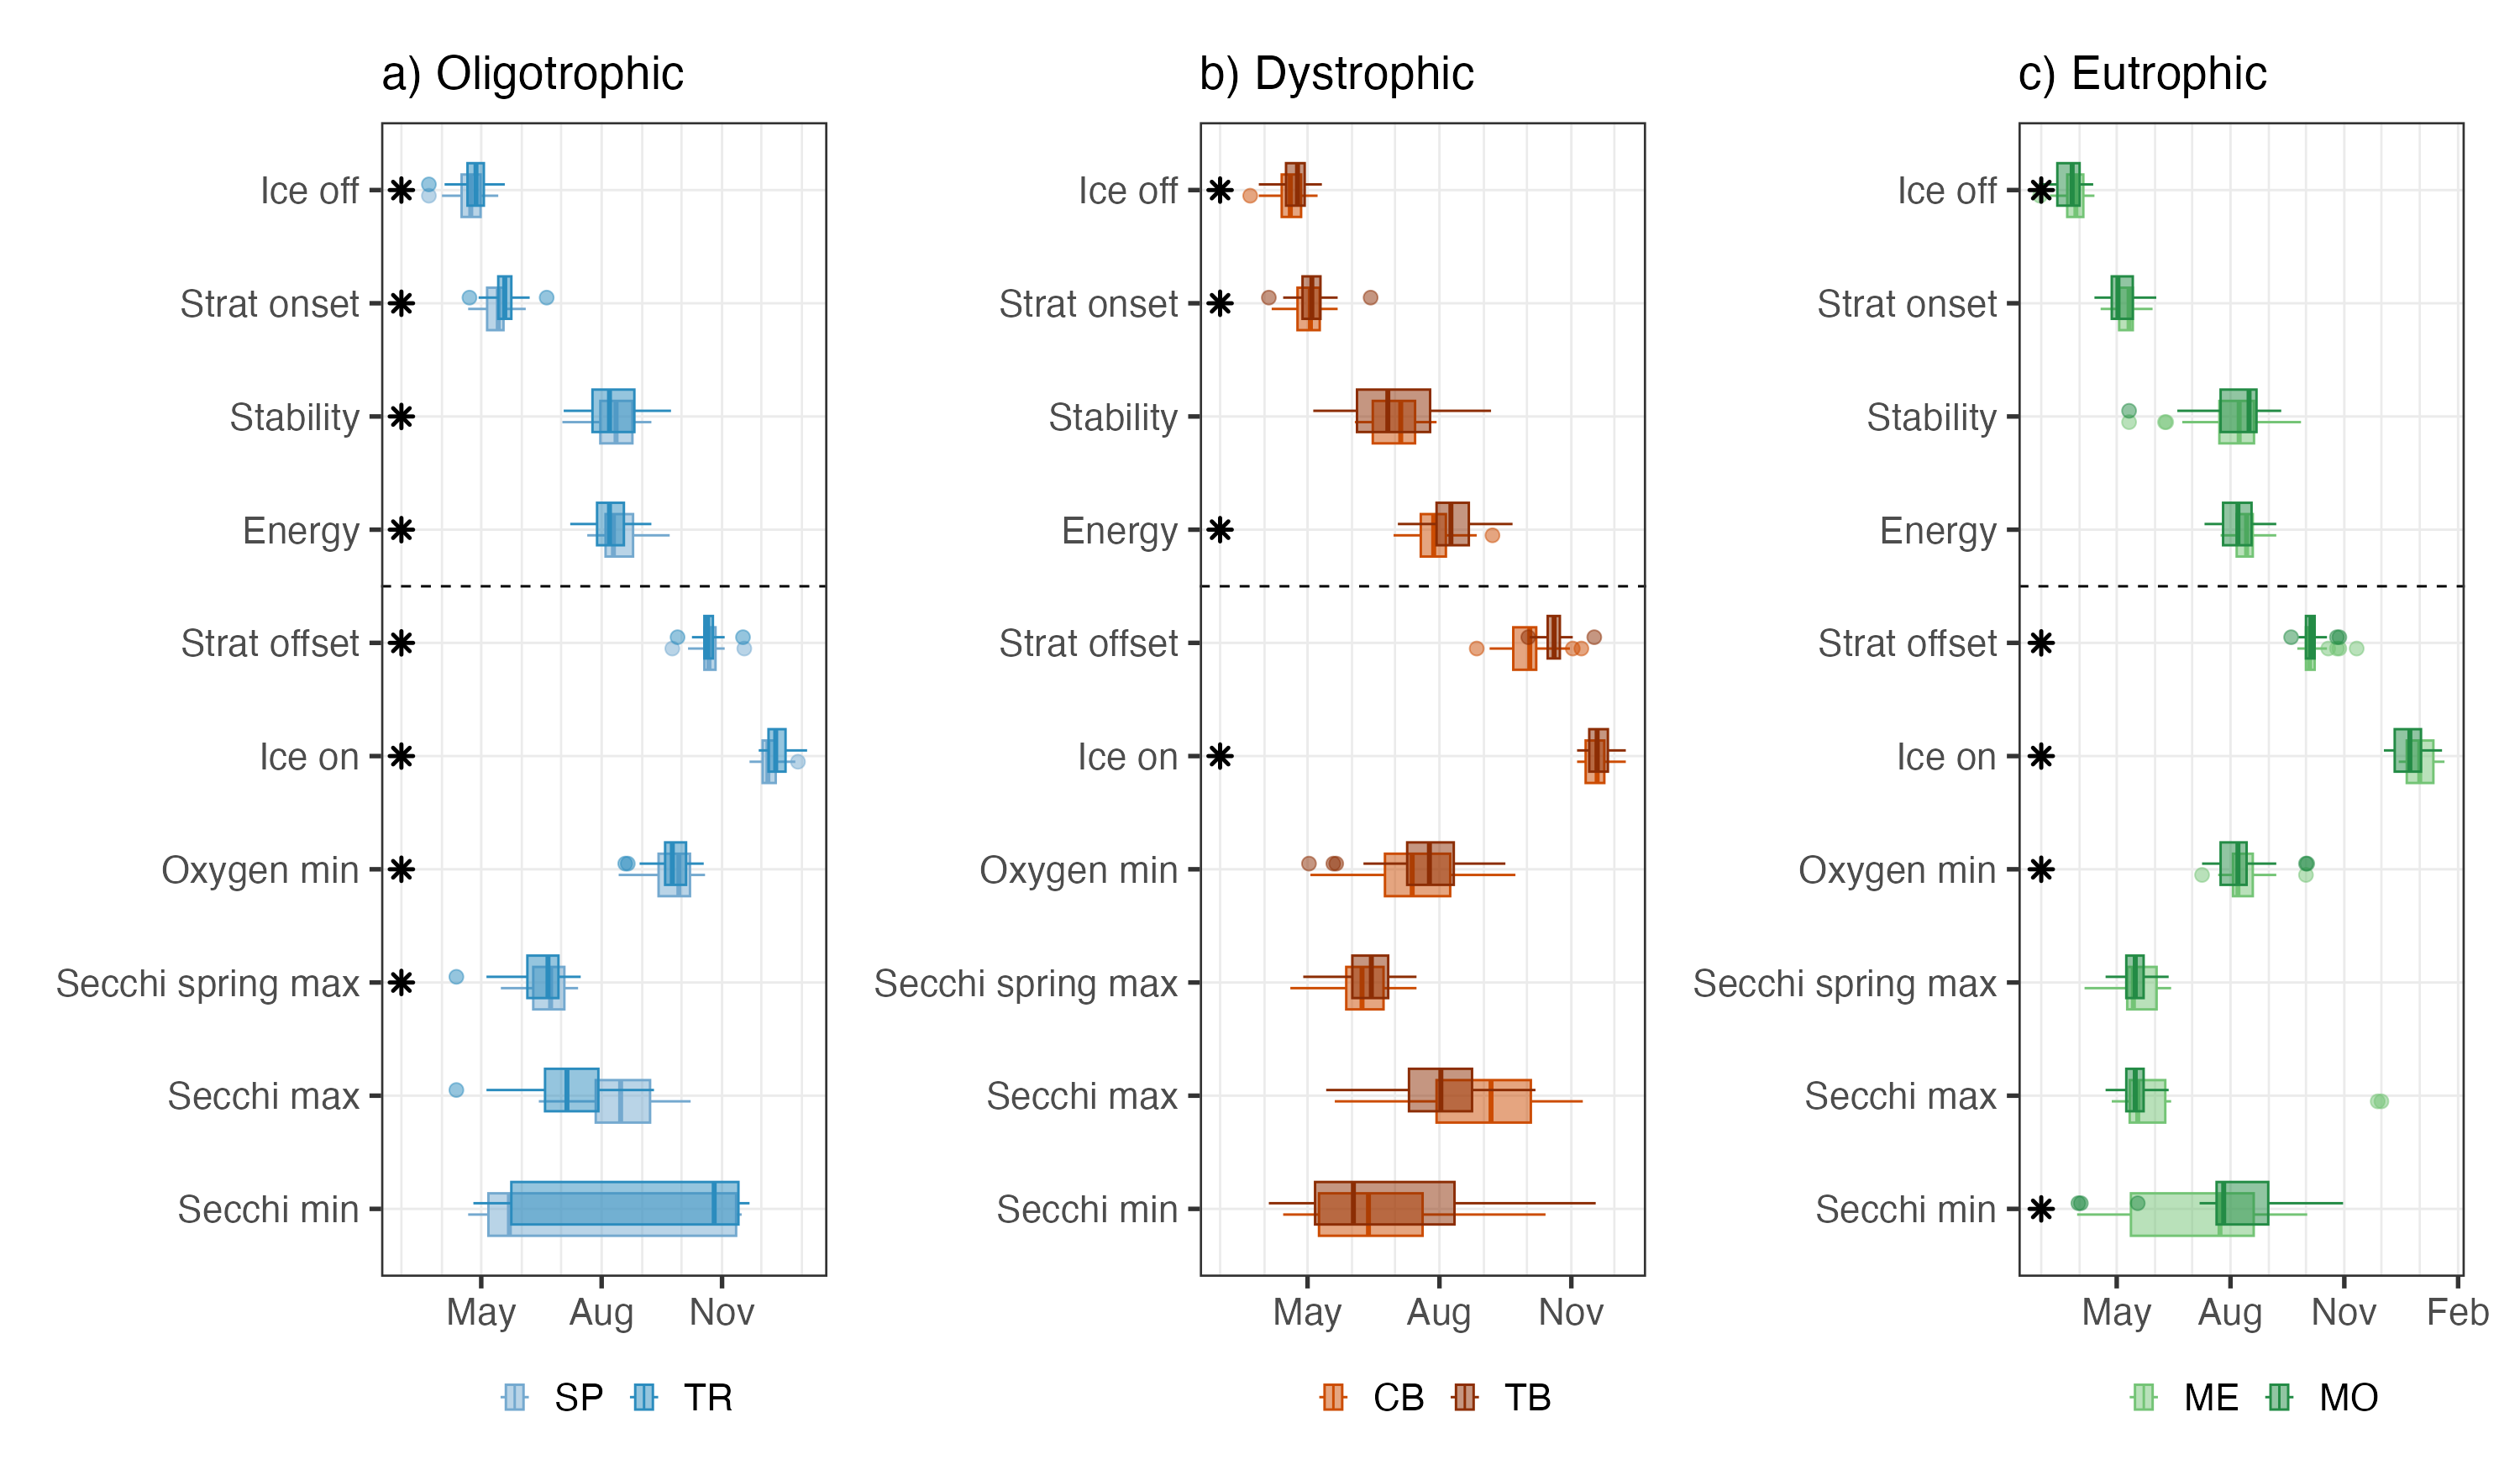 a) Oligotrophic
Ice off
Strat onset
Stability
Energy
Strat offset
Ice on
Oxygen min
Secchi spring max
Secchi max
Secchi min
May Aug Nov
SP TR
b) Dystrophic
Ice off
Strat onset
Stability
Energy
Strat offset
Ice on
Oxygen min
Secchi spring max
Secchi max
Secchi min
May Aug Nov
CB TB
c) Eutrophic
Ice off
Strat onset
Stability
Energy
Strat offset
Ice on
Oxygen min
Secchi spring max
Secchi max
Secchi min
May Aug Nov Feb
ME MO